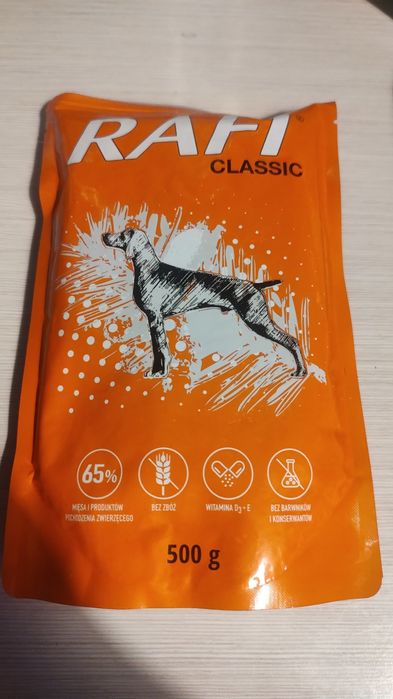 RAFI®
CLASSIC
65%
MIĘSA I PRODUKTÓW
POCHODZENIA ZWIERZĘCEGO
BEZ ZBÓŻ
WITAMINA D3 + E
BEZ BARWNIKÓW
I KONSERWANTÓW
500 g